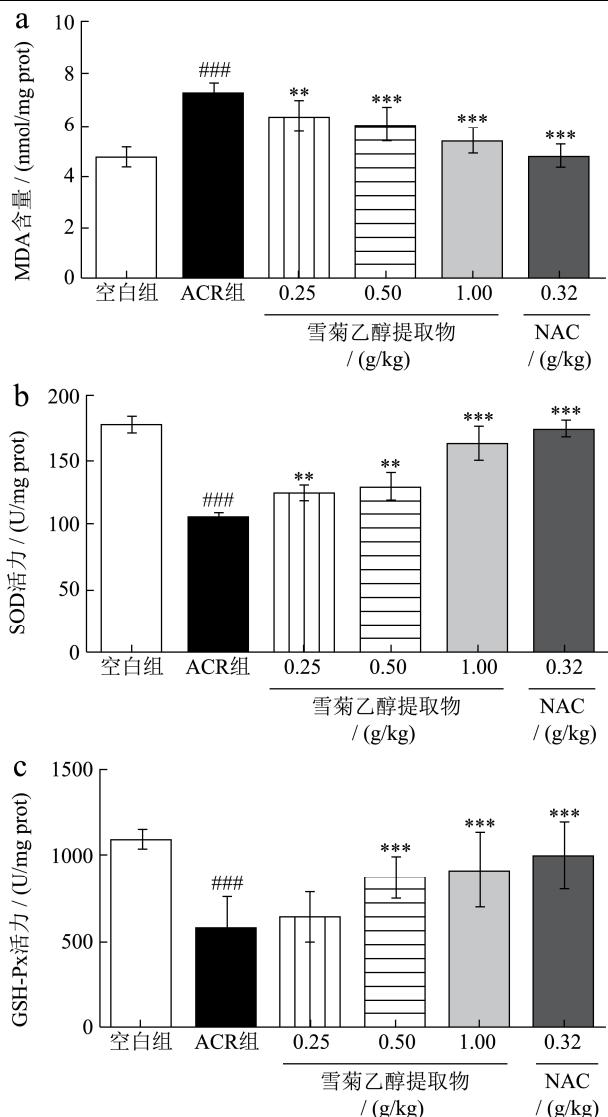 a
MDA含量 / (nmol/mg prot)
10
8
6
4
2
0
###
**
***
***
***
空白组 ACR组 0.25 0.50 1.00 0.32
雪菊乙醇提取物 NAC
/ (g/kg) / (g/kg)
b
SOD活力 / (U/mg prot)
200
150
100
50
0
###
**
**
***
***
空白组 ACR组 0.25 0.50 1.00 0.32
雪菊乙醇提取物 NAC
/ (g/kg) / (g/kg)
c
GSH-Px活力 / (U/mg prot)
1500
1000
500
0
###
***
***
***
空白组 ACR组 0.25 0.50 1.00 0.32
雪菊乙醇提取物 NAC
/ (g/kg) / (g/kg)